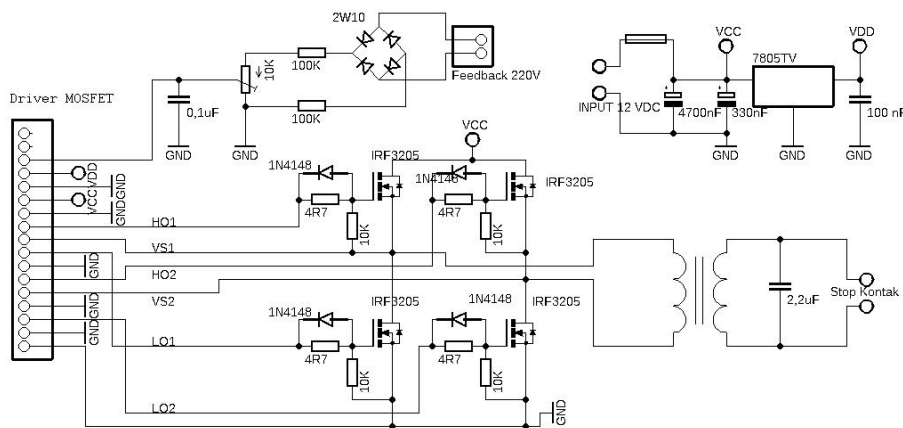 2W10
10K
100K
100K
Feedback 220V
0,1uF
GND
GND
VCC
7805TV
VDD
INPUT 12 VDC
4700nF
330nF
100 nF
GND
GND
GND
Driver MOSFET
VDD
GND
VCC
GND
HO1
VS1
GND
HO2
GND
VS2
GND
LO1
LO2
VCC
1N4148
IRF3205
4R7
10K
1N4148
IRF3205
4R7
10K
1N4148
IRF3205
4R7
10K
1N4148
IRF3205
4R7
10K
GND
2,2uF
Stop Kontak